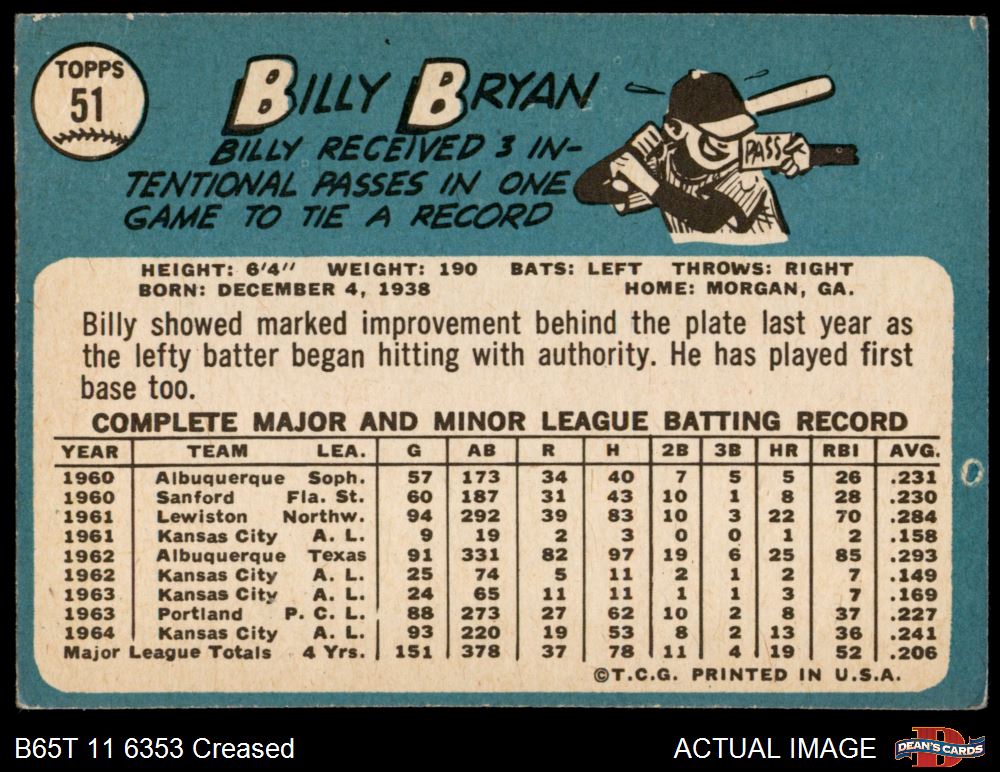 TOPPS
51
BILLY BRYAN
BILLY RECEIVED 3 IN-
TENTIONAL PASSES IN ONE
GAME TO TIE A RECORD
PASS
HEIGHT: 6'4" WEIGHT: 190 BATS: LEFT THROWS: RIGHT
BORN: DECEMBER 4, 1938 HOME: MORGAN, GA.
Billy showed marked improvement behind the plate last year as
the lefty batter began hitting with authority. He has played first
base too.
COMPLETE MAJOR AND MINOR LEAGUE BATTING RECORD
YEAR TEAM LEA. G AB R H 2B 3B HR RBI AVG.
1960 Albuquerque Soph. 57 173 34 40 7 5 5 26 .231
1960 Sanford Fla. St. 60 187 31 43 10 1 8 28 .230
1961 Lewiston Northw. 94 292 39 83 10 3 22 70 .284
1961 Kansas City A. L. 9 19 2 3 0 0 1 2 .158
1962 Albuquerque Texas 91 331 82 97 19 6 25 85 .293
1962 Kansas City A. L. 25 74 5 11 2 1 2 7 .149
1963 Kansas City A. L. 24 65 11 11 1 1 3 7 .169
1963 Portland P. C. L. 88 273 27 62 10 2 8 37 .227
1964 Kansas City A. L. 93 220 19 53 8 2 13 36 .241
Major League Totals 4 Yrs. 151 378 37 78 11 4 19 52 .206
©T.C.G. PRINTED IN U.S.A.
B65T 11 6353 Creased ACTUAL IMAGE
D
DEAN'S CARDS